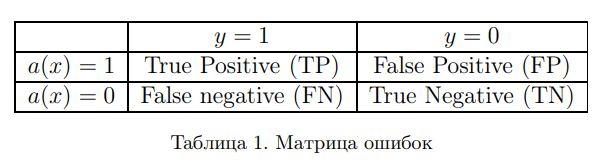 y = 1 y = 0
a(x) = 1 True Positive (TP) False Positive (FP)
a(x) = 0 False negative (FN) True Negative (TN)
Таблица 1. Матрица ошибок